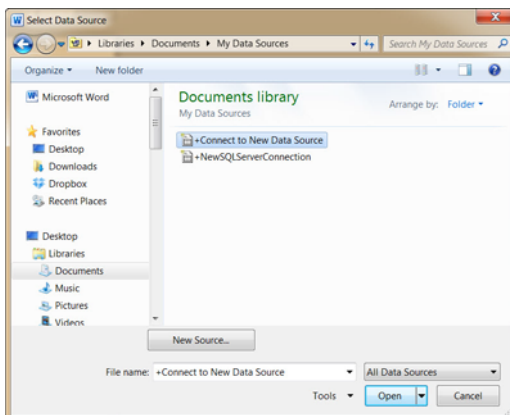 Select Data Source
Libraries Documents My Data Sources Search My Data Sources
Organize New folder
Microsoft Word
Favorites
Desktop
Downloads
Dropbox
Recent Places
Desktop
Libraries
Documents
Music
Pictures
Videos
Documents library
My Data Sources
Arrange by: Folder
+Connect to New Data Source
+NewSQLServerConnection
New Source...
File name: +Connect to New Data Source All Data Sources
Tools Open Cancel